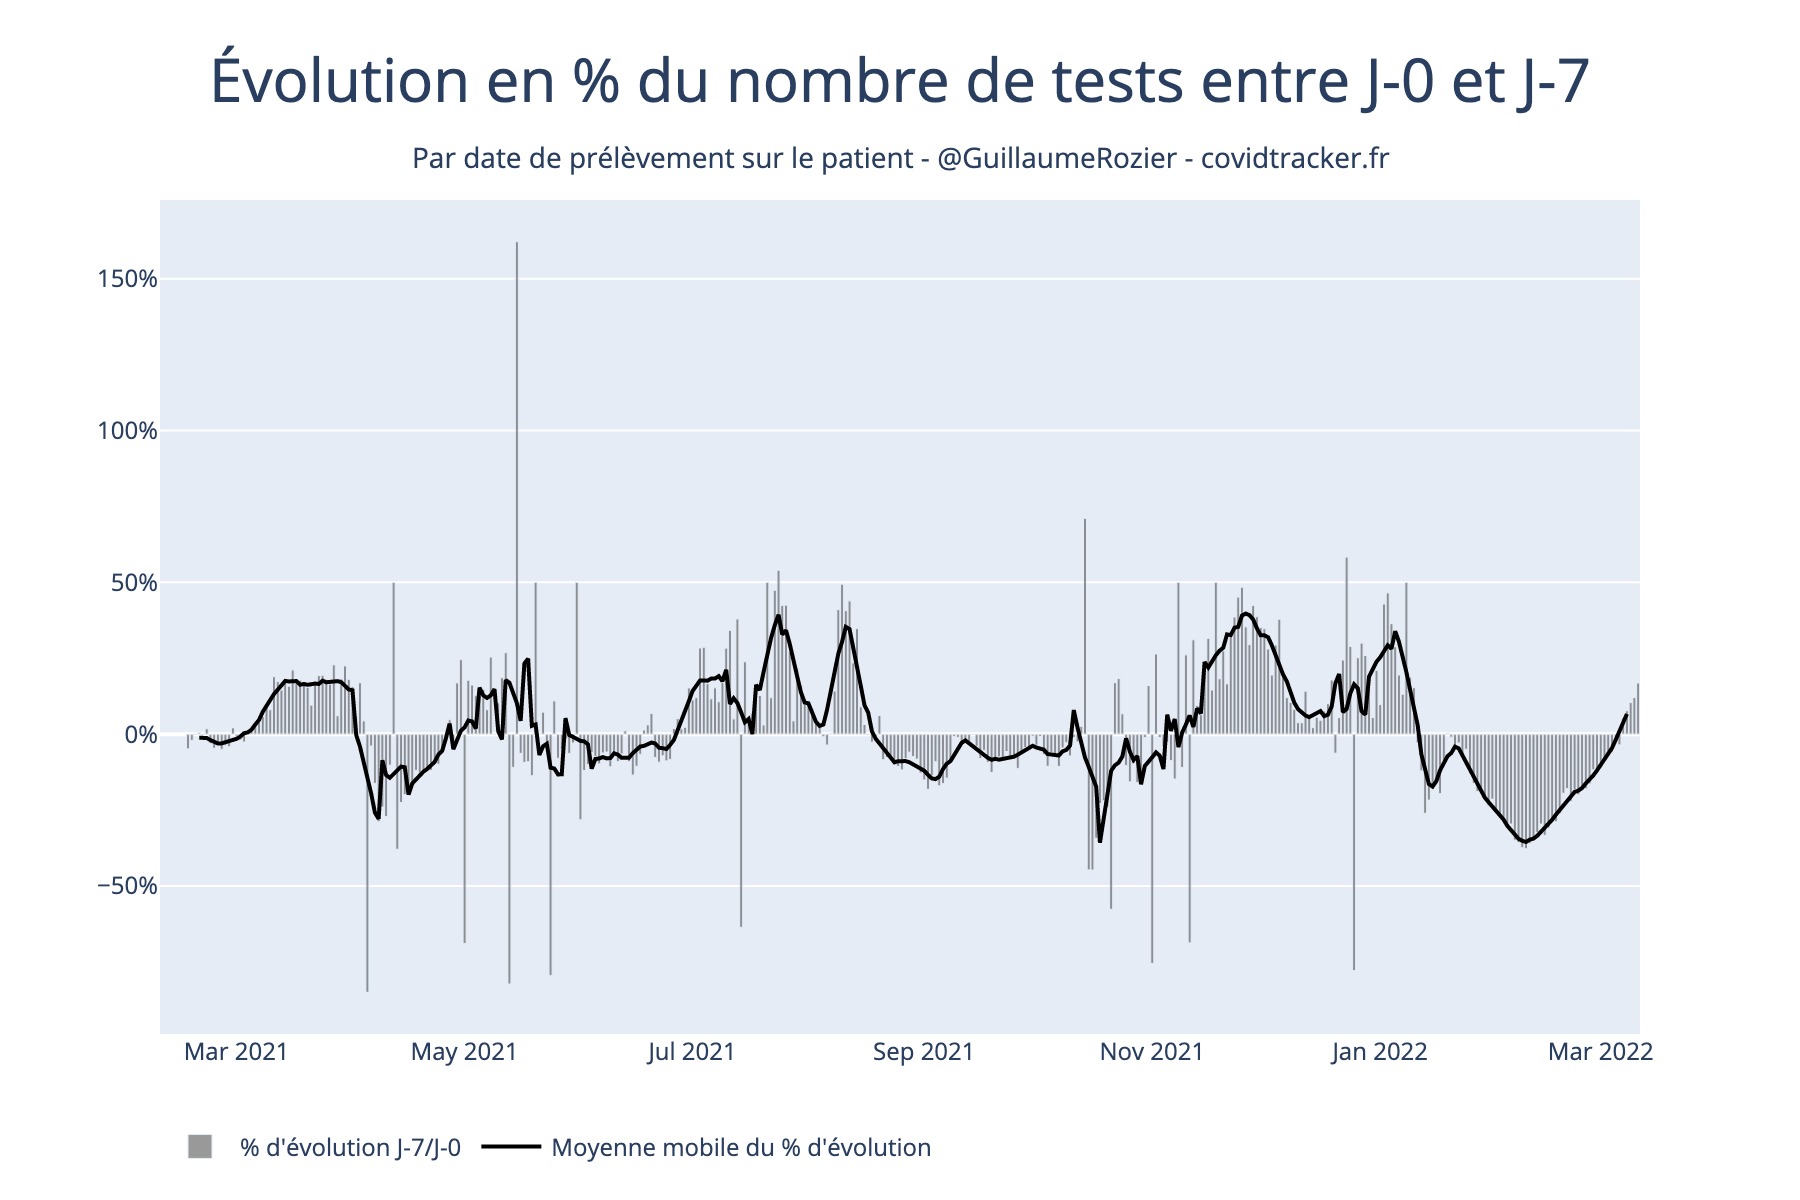 Évolution en % du nombre de tests entre J-0 et J-7
Par date de prélèvement sur le patient - @GuillaumeRozier - covidtracker.fr
150%
100%
50%
0%
−50%
Mar 2021
May 2021
Jul 2021
Sep 2021
Nov 2021
Jan 2022
Mar 2022
% d'évolution J-7/J-0
Moyenne mobile du % d'évolution